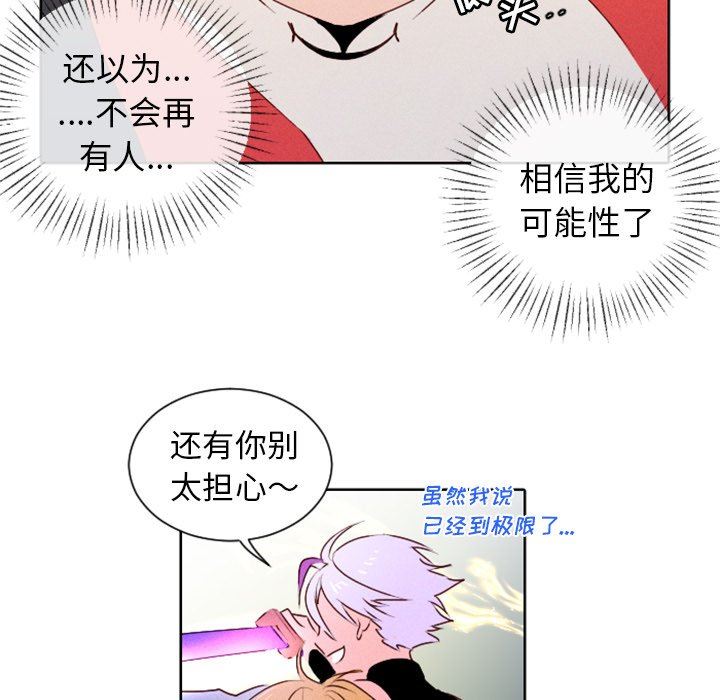 还以为...
....不会再
有人...
相信我的
可能性了
还有你别
太担心～
虽然我说
已经到极限了...